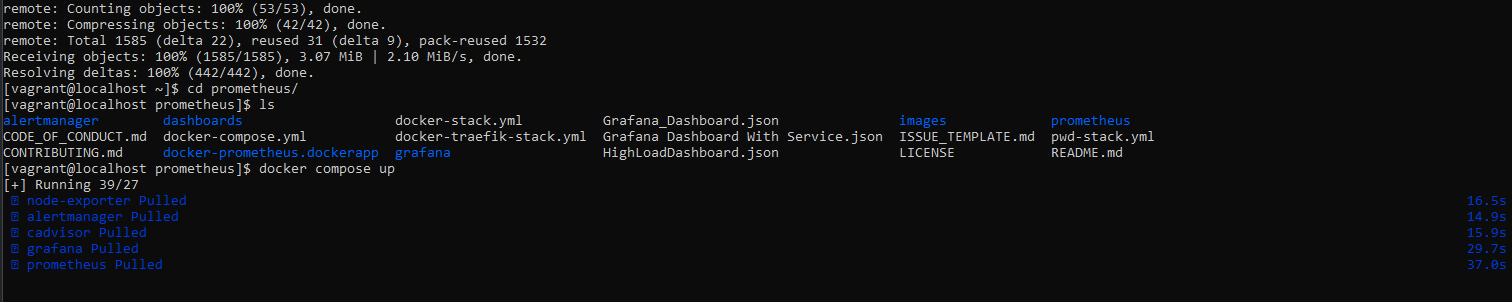 remote: Counting objects: 100% (53/53), done.
remote: Compressing objects: 100% (42/42), done.
remote: Total 1585 (delta 22), reused 31 (delta 9), pack-reused 1532
Receiving objects: 100% (1585/1585), 3.07 MiB | 2.10 MiB/s, done.
Resolving deltas: 100% (442/442), done.
[vagrant@localhost ~]$ cd prometheus/
[vagrant@localhost prometheus]$ ls
alertmanager dashboards docker-stack.yml Grafana_Dashboard.json images prometheus
CODE_OF_CONDUCT.md docker-compose.yml docker-traefik-stack.yml Grafana Dashboard With Service.json ISSUE_TEMPLATE.md pwd-stack.yml
CONTRIBUTING.md docker-prometheus.dockerapp grafana HighLoadDashboard.json LICENSE README.md
[vagrant@localhost prometheus]$ docker compose up
[+] Running 39/27
node-exporter Pulled 16.5s
alertmanager Pulled 14.9s
cadvisor Pulled 15.9s
grafana Pulled 29.7s
prometheus Pulled 37.0s